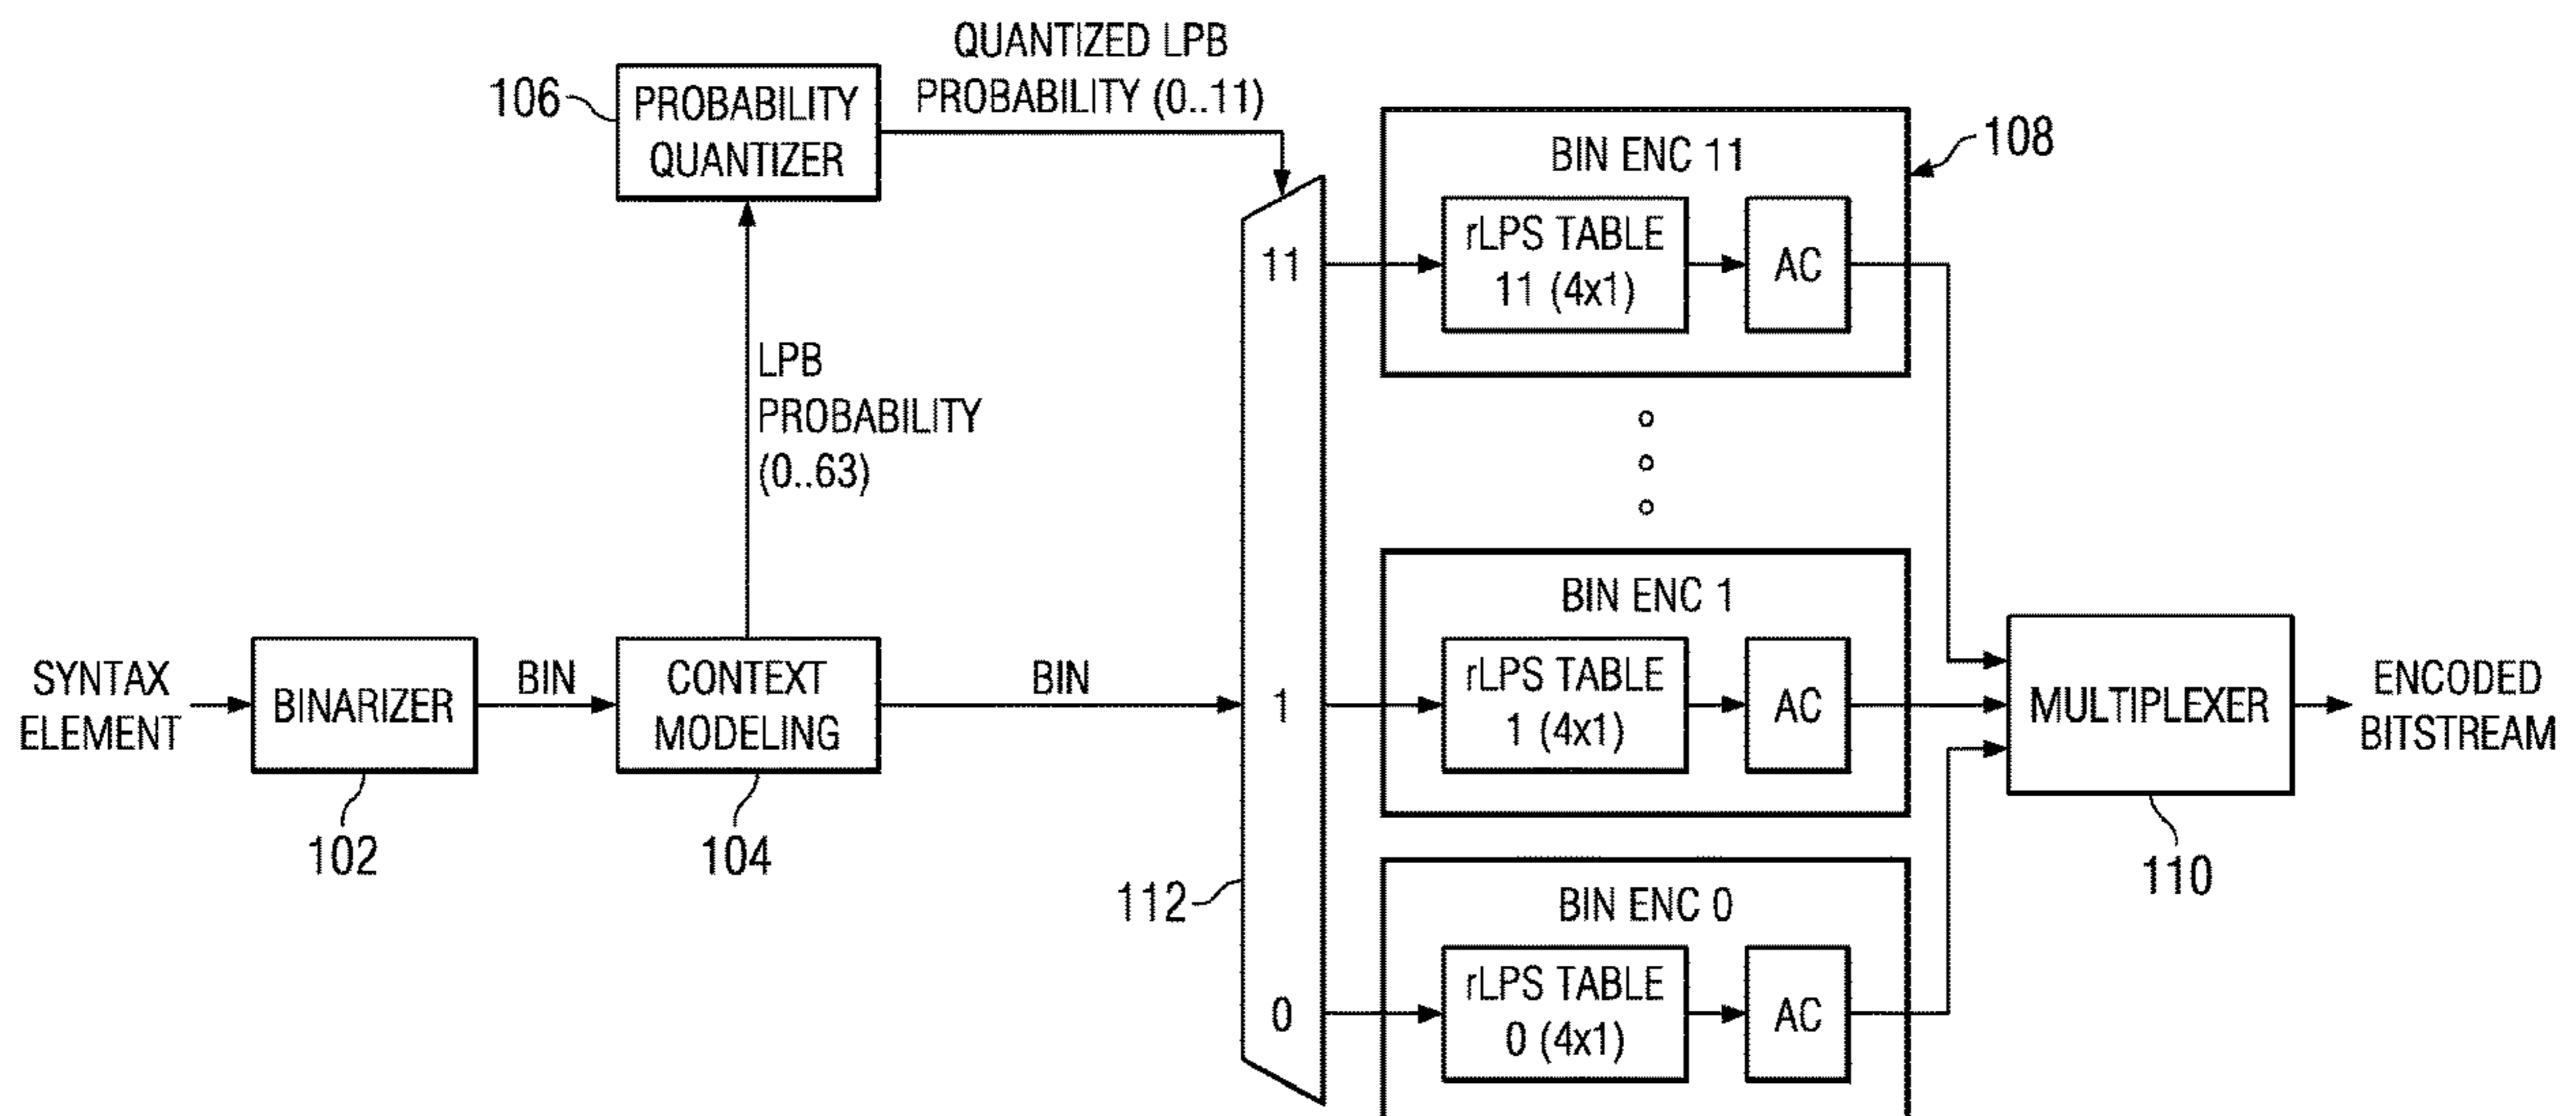 QUANTIZED LPB
PROBABILITY (0..11)
106
PROBABILITY
QUANTIZER
108
BIN ENC 11
rLPS TABLE
11 (4x1)
AC
11
LPB
PROBABILITY
(0..63)
BIN ENC 1
rLPS TABLE
1 (4x1)
AC
1
SYNTAX
ELEMENT
BINARIZER
BIN
CONTEXT
MODELING
BIN
MULTIPLEXER
ENCODED
BITSTREAM
102
104
112
110
BIN ENC 0
rLPS TABLE
0 (4x1)
AC
0